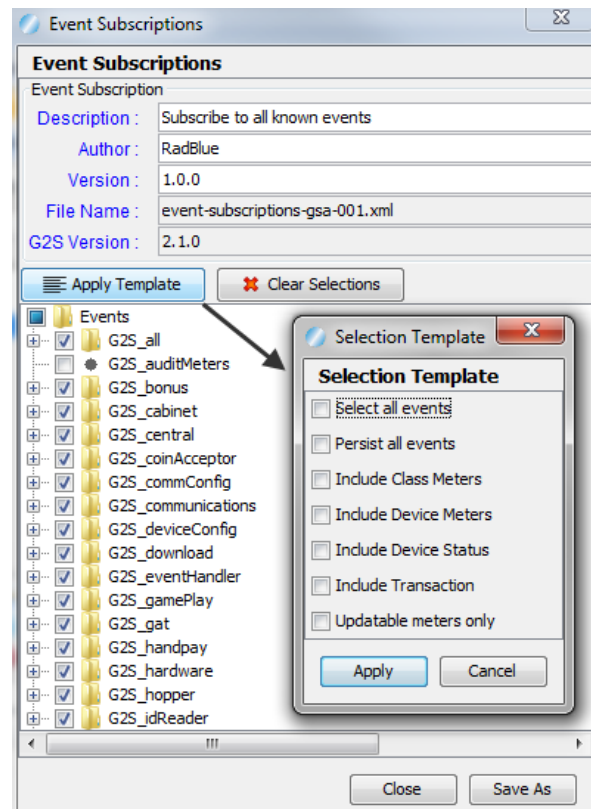 Event Subscriptions
Event Subscriptions
Event Subscription
Description : Subscribe to all known events
Author : RadBlue
Version : 1.0.0
File Name : event-subscriptions-gsa-001.xml
G2S Version : 2.1.0
Apply Template Clear Selections
Events
G2S_all
G2S_auditMeters
G2S_bonus
G2S_cabinet
G2S_central
G2S_coinAcceptor
G2S_commConfig
G2S_communications
G2S_deviceConfig
G2S_download
G2S_eventHandler
G2S_gamePlay
G2S_gat
G2S_handpay
G2S_hardware
G2S_hopper
G2S_idReader
Selection Template
Selection Template
Select all events
Persist all events
Include Class Meters
Include Device Meters
Include Device Status
Include Transaction
Updatable meters only
Apply Cancel
Close Save As